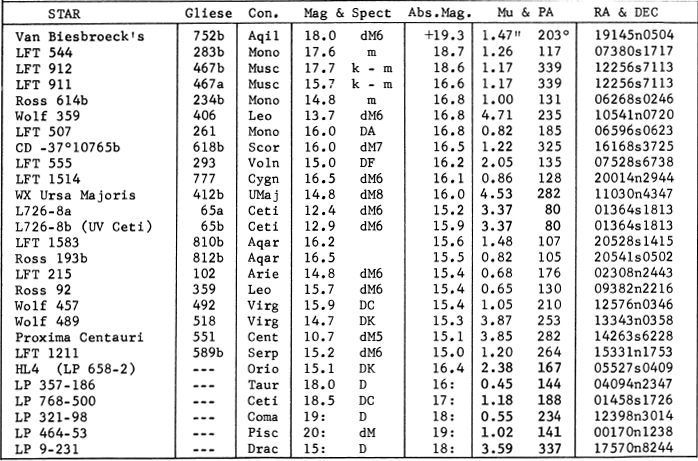 STAR Gliese Con. Mag & Spect Abs.Mag. Mu & PA RA & DEC
Van Biesbroeck's 752b Aqil 18.0 dM6 +19.3 1.47" 203° 19145n0504
LFT 544 283b Mono 17.6 m 18.7 1.26 117 07380s1717
LFT 912 467b Musc 17.7 k - m 18.6 1.17 339 12256s7113
LFT 911 467a Musc 15.7 k - m 16.6 1.17 339 12256s7113
Ross 614b 234b Mono 14.8 m 16.8 1.00 131 06268s0246
Wolf 359 406 Leo 13.7 dM6 16.8 4.71 235 10541n0720
LFT 507 261 Mono 16.0 DA 16.8 0.82 185 06596s0623
CD -37°10765b 618b Scor 16.0 dM7 16.5 1.22 325 16168s3725
LFT 555 293 Voln 15.0 DF 16.2 2.05 135 07528s6738
LFT 1514 777 Cygn 16.5 dM6 16.1 0.86 128 20014n2944
WX Ursa Majoris 412b UMaj 14.8 dM8 16.0 4.53 282 11030n4347
L726-8a 65a Ceti 12.4 dM6 15.2 3.37 80 01364s1813
L726-8b (UV Ceti) 65b Ceti 12.9 dM6 15.9 3.37 80 01364s1813
LFT 1583 810b Aqar 16.2 15.6 1.48 107 20528s1415
Ross 193b 812b Aqar 16.5 15.5 0.82 105 20541s0502
LFT 215 102 Arie 14.8 dM6 15.4 0.68 176 02308n2443
Ross 92 359 Leo 15.7 dM6 15.4 0.65 130 09382n2216
Wolf 457 492 Virg 15.9 DC 15.4 1.05 210 12576n0346
Wolf 489 518 Virg 14.7 DK 15.3 3.87 253 13343n0358
Proxima Centauri 551 Cent 10.7 dM5 15.1 3.85 282 14263s6228
LFT 1211 589b Serp 15.2 dM6 15.0 1.20 264 15331n1753
HL4 (LP 658-2) --- Orio 15.1 DK 16.4 2.38 167 05527s0409
LP 357-186 --- Taur 18.0 D 16: 0.45 144 04094n2347
LP 768-500 --- Ceti 18.5 DC 17: 1.18 188 01458s1726
LP 321-98 --- Coma 19: D 18: 0.55 234 12398n3014
LP 464-53 --- Pisc 20: dM 19: 1.02 141 00170n1238
LP 9-231 --- Drac 15: D 18: 3.59 337 17570n8244